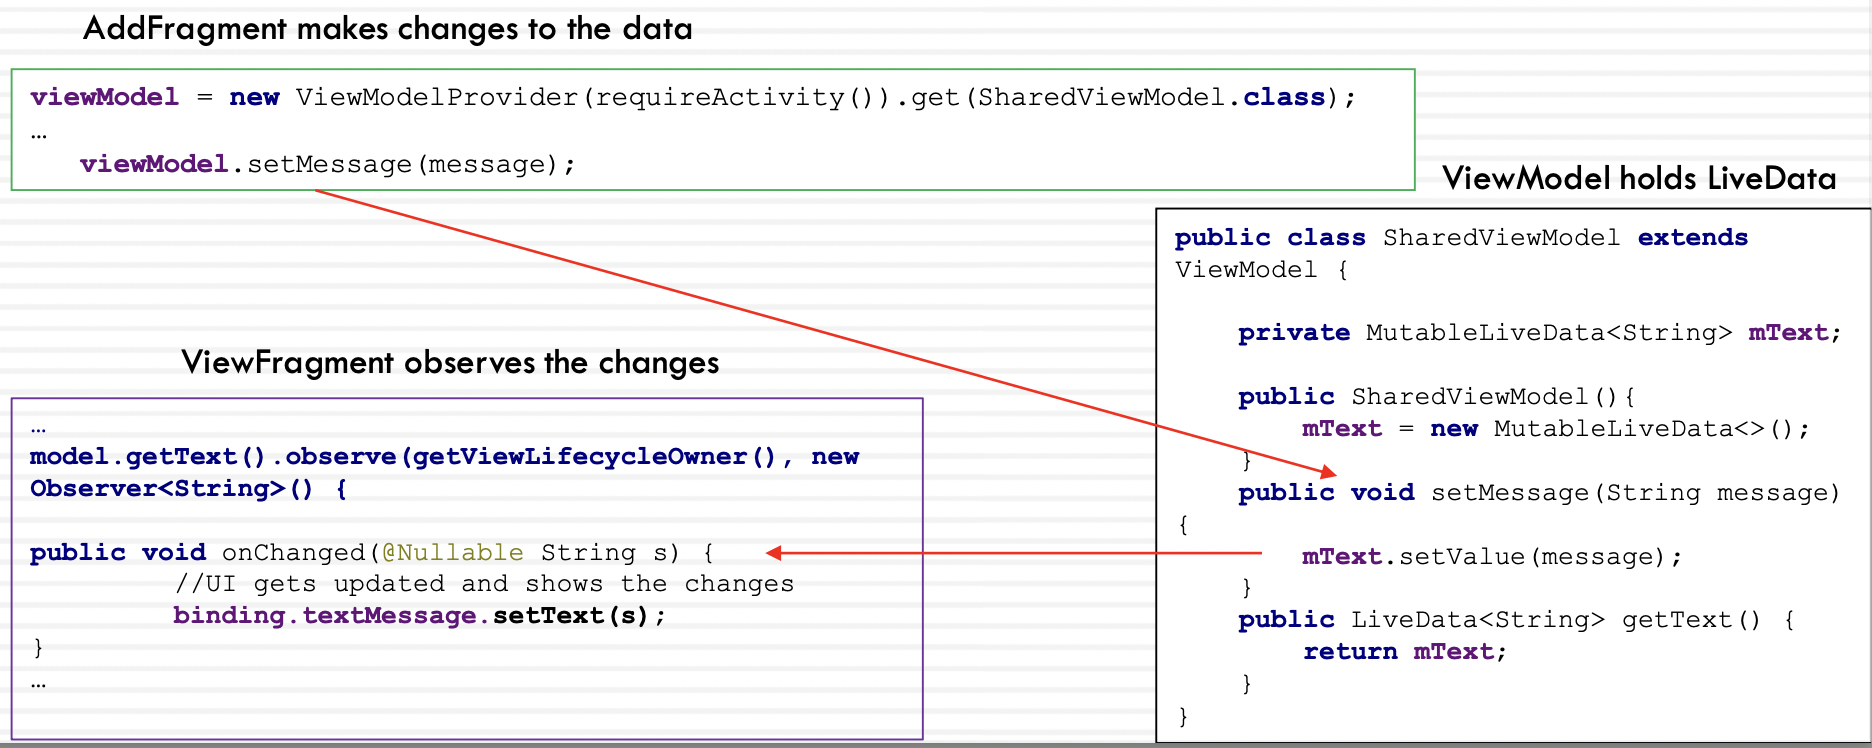 AddFragment makes changes to the data
viewModel = new ViewModelProvider(requireActivity()).get(SharedViewModel.class);
…
viewModel.setMessage(message);
ViewModel holds LiveData
public class SharedViewModel extends
ViewModel {
private MutableLiveData<String> mText;
public SharedViewModel(){
mText = new MutableLiveData<>();
}
public void setMessage(String message)
{
mText.setValue(message);
}
public LiveData<String> getText() {
return mText;
}
}
ViewFragment observes the changes
…
model.getText().observe(getViewLifecycleOwner(), new
Observer<String>() {
public void onChanged(@Nullable String s) {
//UI gets updated and shows the changes
binding.textMessage.setText(s);
}
…